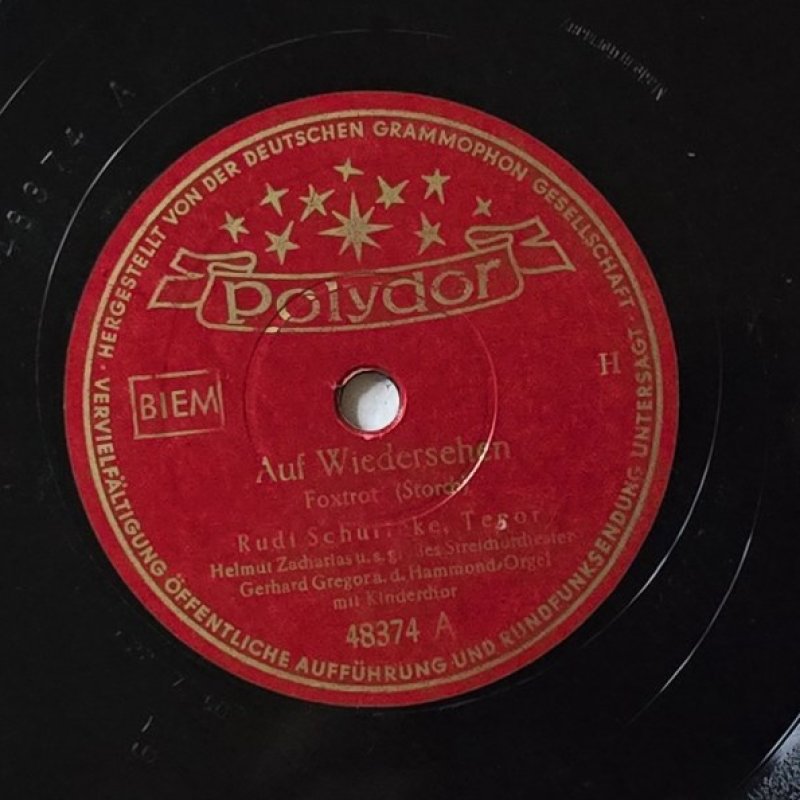 HERGESTELLT VON DER DEUTSCHEN GRAMMOPHON GESELLSCHAFT · VERVIELFÄLTIGUNG ÖFFENTLICHE AUFFÜHRUNG UND RUNDFUNKSENDUNG UNTERSAGT
Polydor
BIEM
H
Auf Wiedersehen
Foxtrot
Rudi Tenor
Helmut Zacharias u. s. Streichorchester
Gerhard Gregor a. d. Hammond-Orgel
mit Kinderchor
48374 A